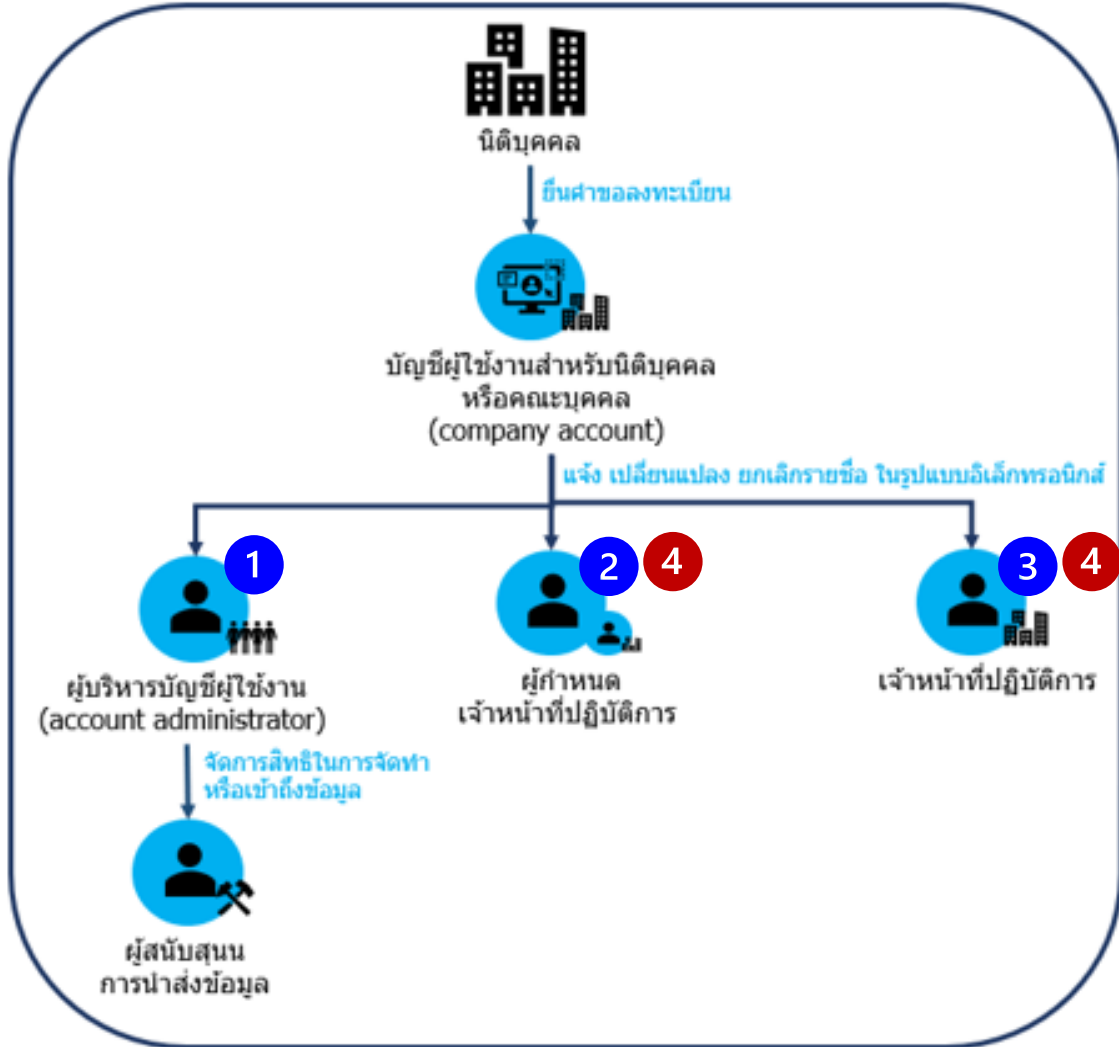 นิติบุคคล
ยื่นคำขอลงทะเบียน
บัญชีผู้ใช้งานสำหรับนิติบุคคล
หรือคณะบุคคล
(company account)
แจ้ง เปลี่ยนแปลง ยกเลิกรายชื่อ ในรูปแบบอิเล็กทรอนิกส์
1
2
4
3
4
ผู้บริหารบัญชีผู้ใช้งาน
(account administrator)
ผู้กำหนด
เจ้าหน้าที่ปฏิบัติการ
เจ้าหน้าที่ปฏิบัติการ
จัดการสิทธิในการจัดทำ
หรือเข้าถึงข้อมูล
ผู้สนับสุนน
การนำส่งข้อมูล